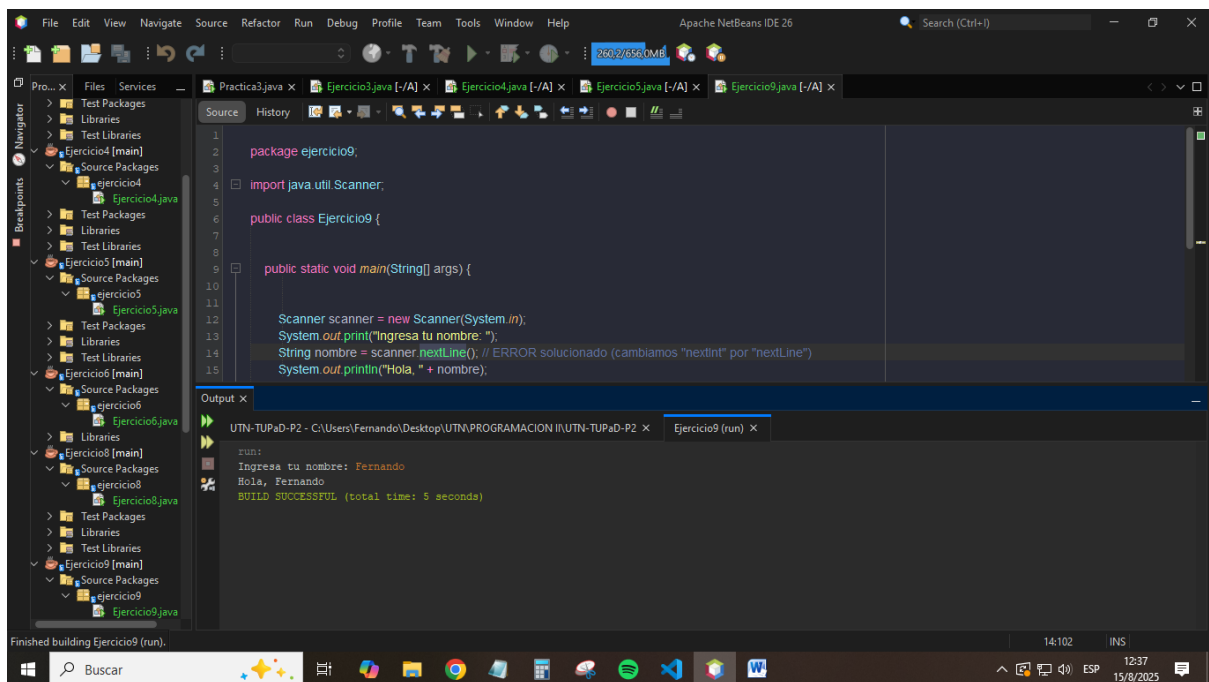 File Edit View Navigate Source Refactor Run Debug Profile Team Tools Window Help Apache NetBeans IDE 26 Search (Ctrl+I)
260,2/656,0MB
Pro... × Files Services
Practica3.java × Ejercicio3.java [-/A] × Ejercicio4.java [-/A] × Ejercicio5.java [-/A] × Ejercicio9.java [-/A] ×
Source History
Navigator
Breakpoints
Test Packages
Libraries
Test Libraries
Ejercicio4 [main]
Source Packages
ejercicio4
Ejercicio4.java
Test Packages
Libraries
Test Libraries
Ejercicio5 [main]
Source Packages
ejercicio5
Ejercicio5.java
Test Packages
Libraries
Test Libraries
Ejercicio6 [main]
Source Packages
ejercicio6
Ejercicio6.java
Libraries
Ejercicio8 [main]
Source Packages
ejercicio8
Ejercicio8.java
Test Packages
Libraries
Test Libraries
Ejercicio9 [main]
Source Packages
ejercicio9
Ejercicio9.java
1
2 package ejercicio9;
3
4 import java.util.Scanner;
5
6 public class Ejercicio9 {
7
8
9 public static void main(String[] args) {
10
11
12 Scanner scanner = new Scanner(System.in);
13 System.out.print("Ingresa tu nombre: ");
14 String nombre = scanner.nextLine(); // ERROR solucionado (cambiamos "nextInt" por "nextLine")
15 System.out.println("Hola, " + nombre);
Output ×
UTN-TUPaD-P2 - C:\Users\Fernando\Desktop\UTN\PROGRAMACION II\UTN-TUPaD-P2 × Ejercicio9 (run) ×
run:
Ingresa tu nombre: Fernando
Hola, Fernando
BUILD SUCCESSFUL (total time: 5 seconds)
Finished building Ejercicio9 (run). 14:102 INS
Buscar ESP 12:37
15/8/2025